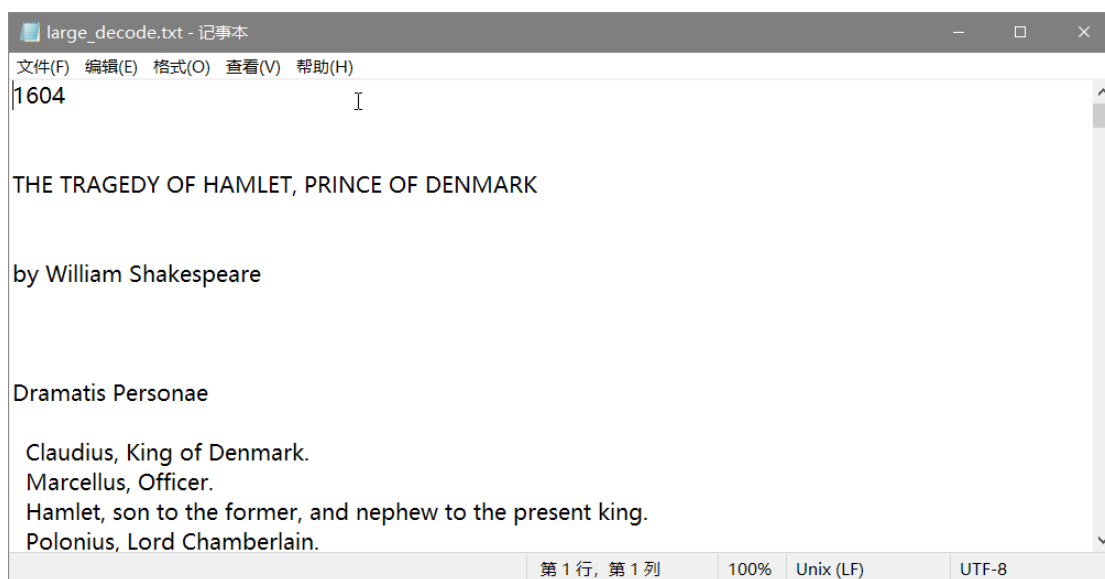 large_decode.txt - 记事本
文件(F) 编辑(E) 格式(O) 查看(V) 帮助(H)
1604
THE TRAGEDY OF HAMLET, PRINCE OF DENMARK
by William Shakespeare
Dramatis Personae
Claudius, King of Denmark.
Marcellus, Officer.
Hamlet, son to the former, and nephew to the present king.
Polonius, Lord Chamberlain.
第 1 行，第 1 列 100% Unix (LF) UTF-8